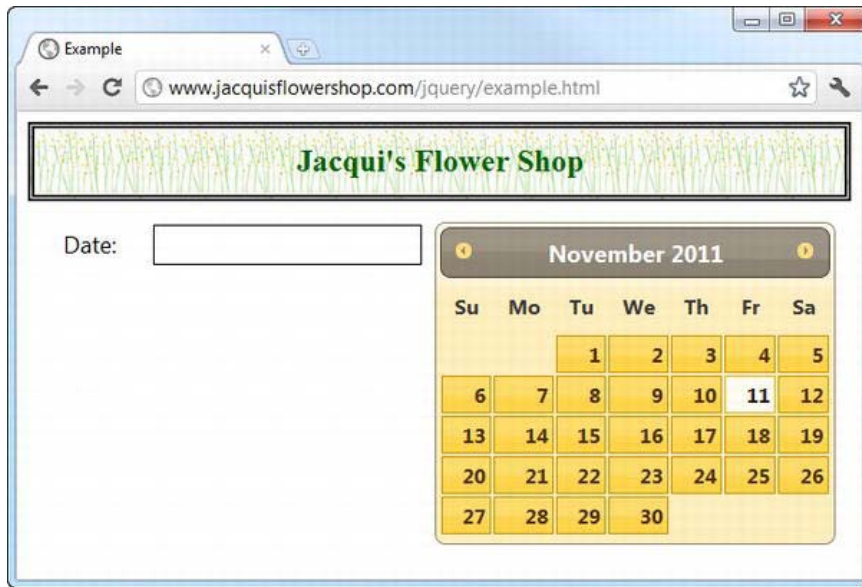 Example
www.jacquisflowershop.com/jquery/example.html
Jacqui's Flower Shop
Date:
November 2011
Su Mo Tu We Th Fr Sa
1 2 3 4 5
6 7 8 9 10 11 12
13 14 15 16 17 18 19
20 21 22 23 24 25 26
27 28 29 30